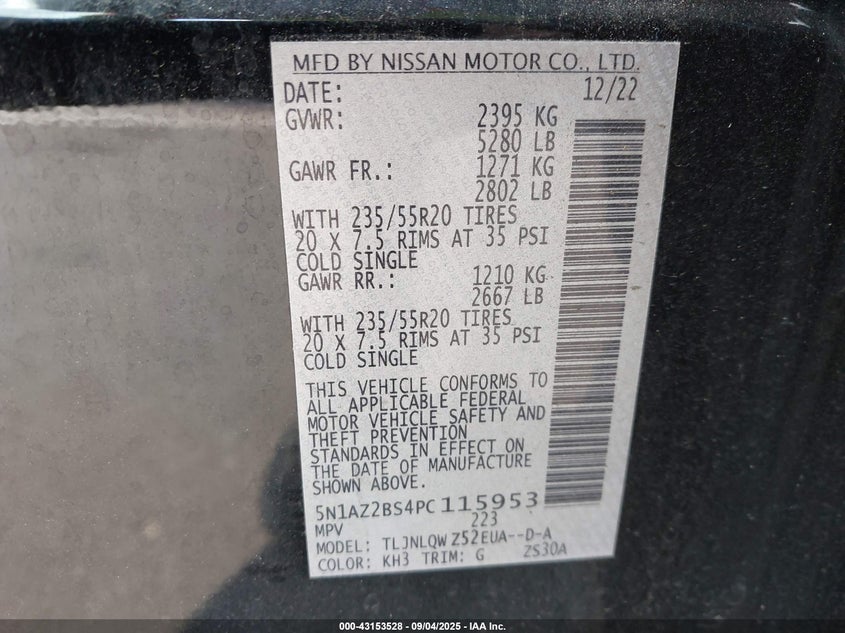 MFD BY NISSAN MOTOR CO., LTD.
DATE: 12/22
GVWR: 2395 KG
5280 LB
GAWR FR.: 1271 KG
2802 LB
WITH 235/55R20 TIRES
20 X 7.5 RIMS AT 35 PSI
COLD SINGLE
GAWR RR.: 1210 KG
2667 LB
WITH 235/55R20 TIRES
20 X 7.5 RIMS AT 35 PSI
COLD SINGLE
THIS VEHICLE CONFORMS TO
ALL APPLICABLE FEDERAL
MOTOR VEHICLE SAFETY AND
THEFT PREVENTION
STANDARDS IN EFFECT ON
THE DATE OF MANUFACTURE
SHOWN ABOVE.
5N1AZ2BS4PC115953
MPV 223
MODEL: TLJNLQW Z52EUA--D-A
COLOR: KH3 TRIM: G ZS30A
000-43153528 - 09/04/2025 - IAA Inc.